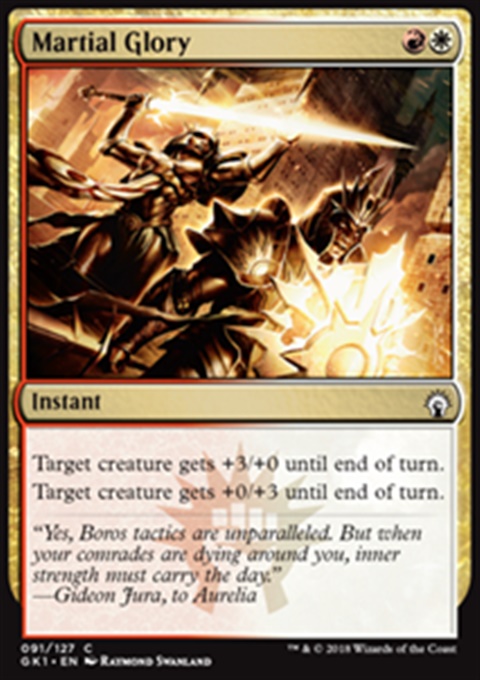 Martial Glory
Instant
Target creature gets +3/+0 until end of turn.
Target creature gets +0/+3 until end of turn.
“Yes, Boros tactics are unparalleled. But when
your comrades are dying around you, inner
strength must carry the day.”
—Gideon Jura, to Aurelia
091/127 C
GK1 • EN Raymond Swanland
™ & © 2018 Wizards of the Coast